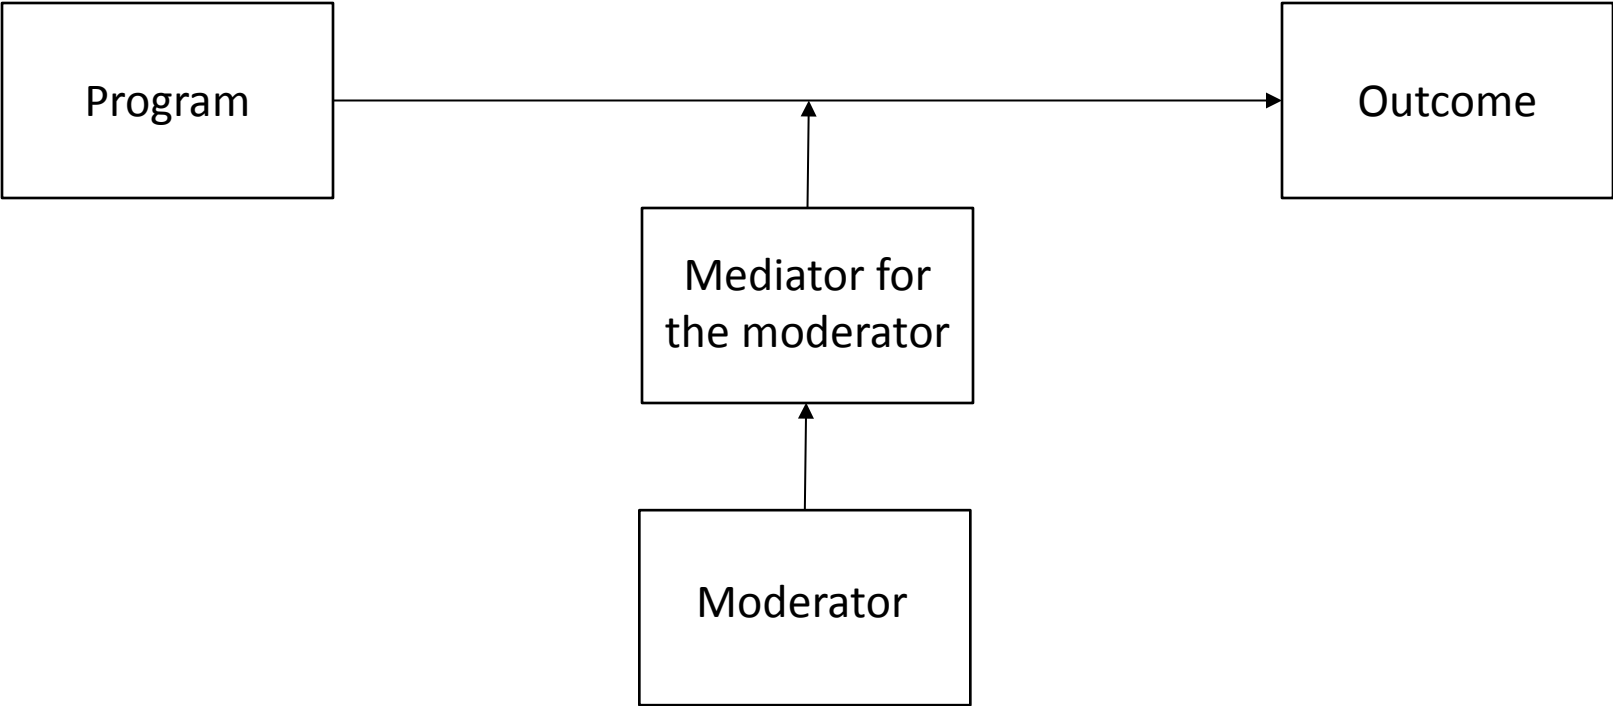 Program
Outcome
Mediator for
the moderator
Moderator